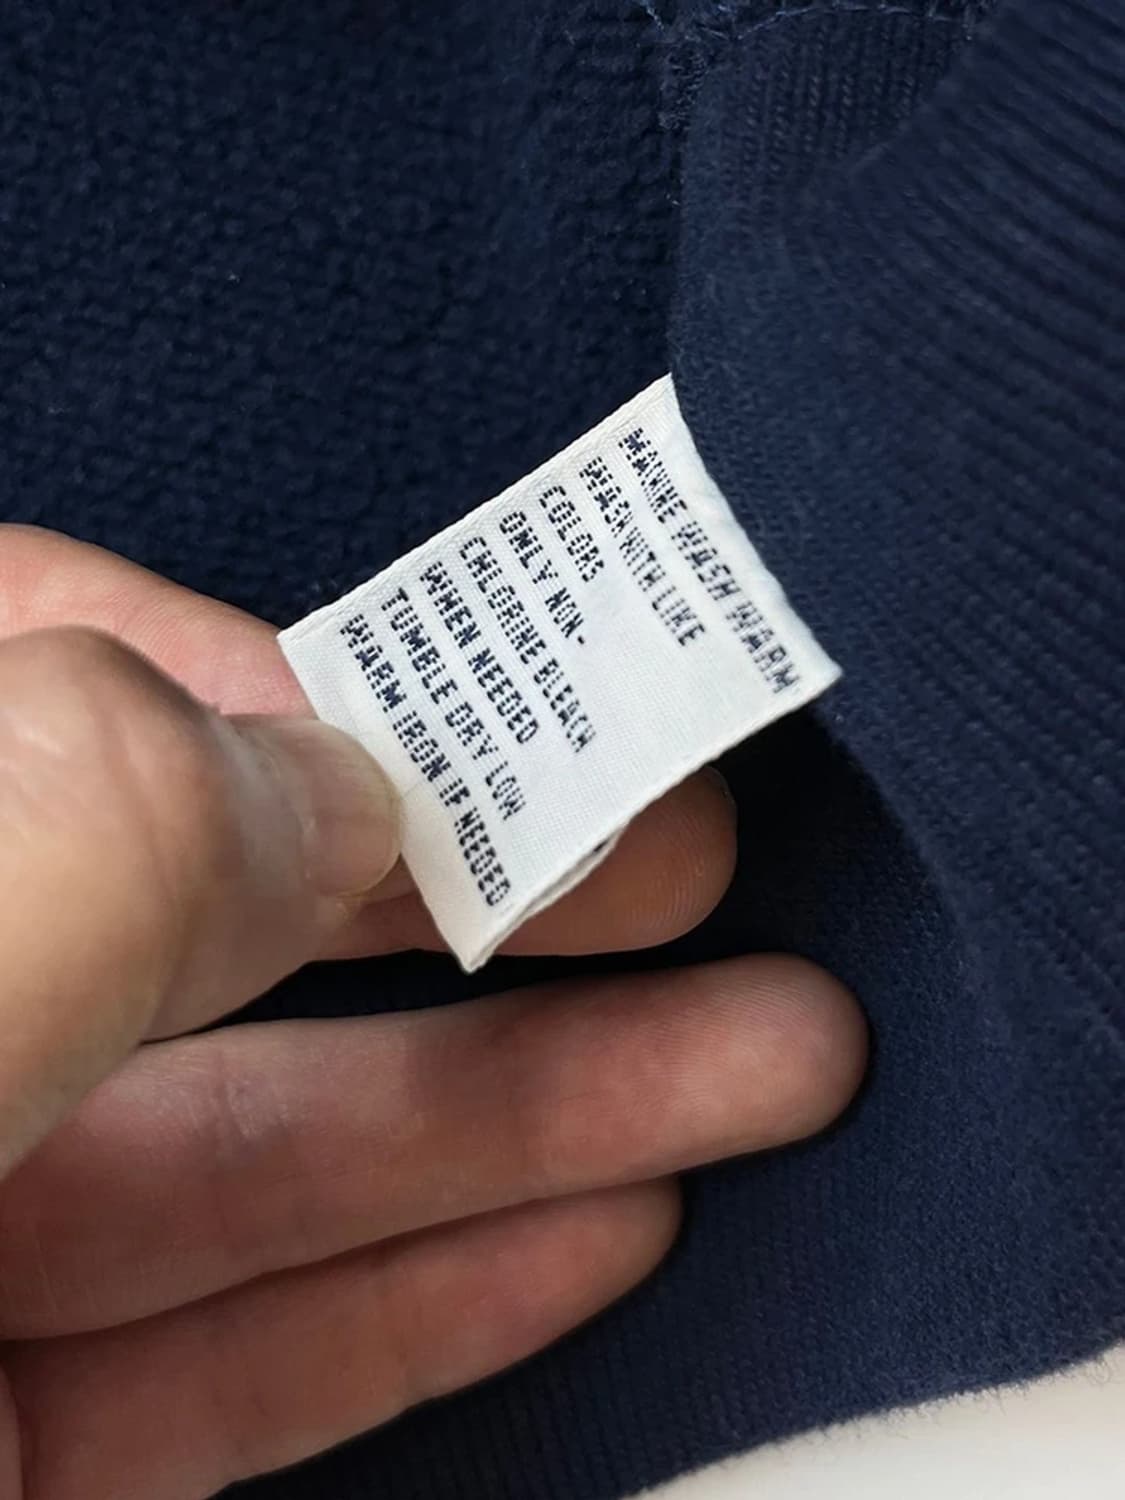 MACHINE WASH WARM
WASH WITH LIKE
COLORS
ONLY NON-
CHLORINE BLEACH
WHEN NEEDED
TUMBLE DRY LOW
WARM IRON IF NEEDED